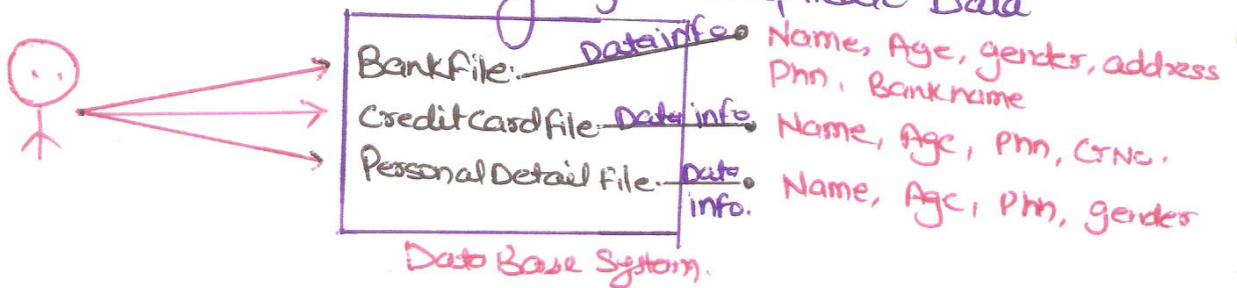 Data
BankFile: Datainfo Name, Age, gender, address
Phn, Bankname
CreditCardfile Data info. Name, Age, Phn, CrNo.
PersonalDetail File. Data info. Name, Age, Phn, gender
Data Base System.